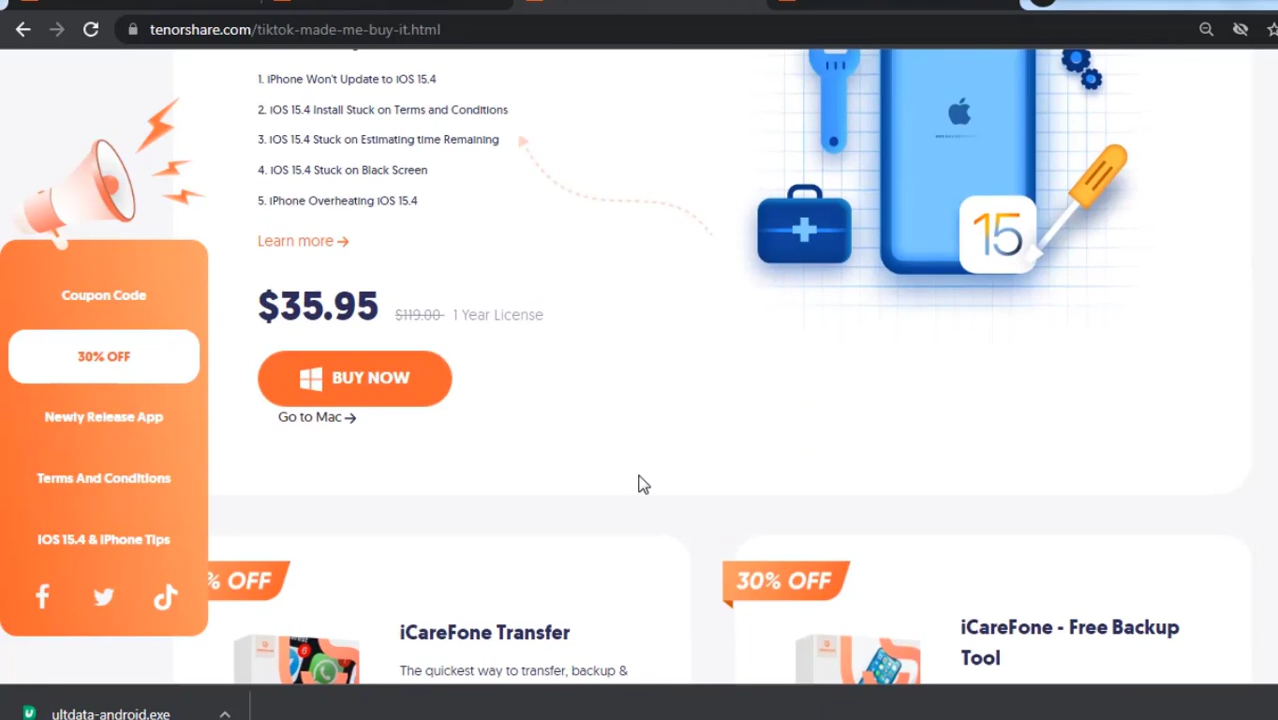 tenorshare.com/tiktok-made-me-buy-it.html
1. iPhone Won't Update to iOS 15.4
2. iOS 15.4 Install Stuck on Terms and Conditions
3. iOS 15.4 Stuck on Estimating time Remaining
4. iOS 15.4 Stuck on Black Screen
5. iPhone Overheating iOS 15.4
Learn more →
15
$35.95 $119.00 1 Year License
BUY NOW
Go to Mac →
Coupon Code
30% OFF
Newly Release App
Terms And Conditions
iOS 15.4 & iPhone Tips
% OFF
iCareFone Transfer
The quickest way to transfer, backup &
30% OFF
iCareFone - Free Backup
Tool
ultdata-android.exe